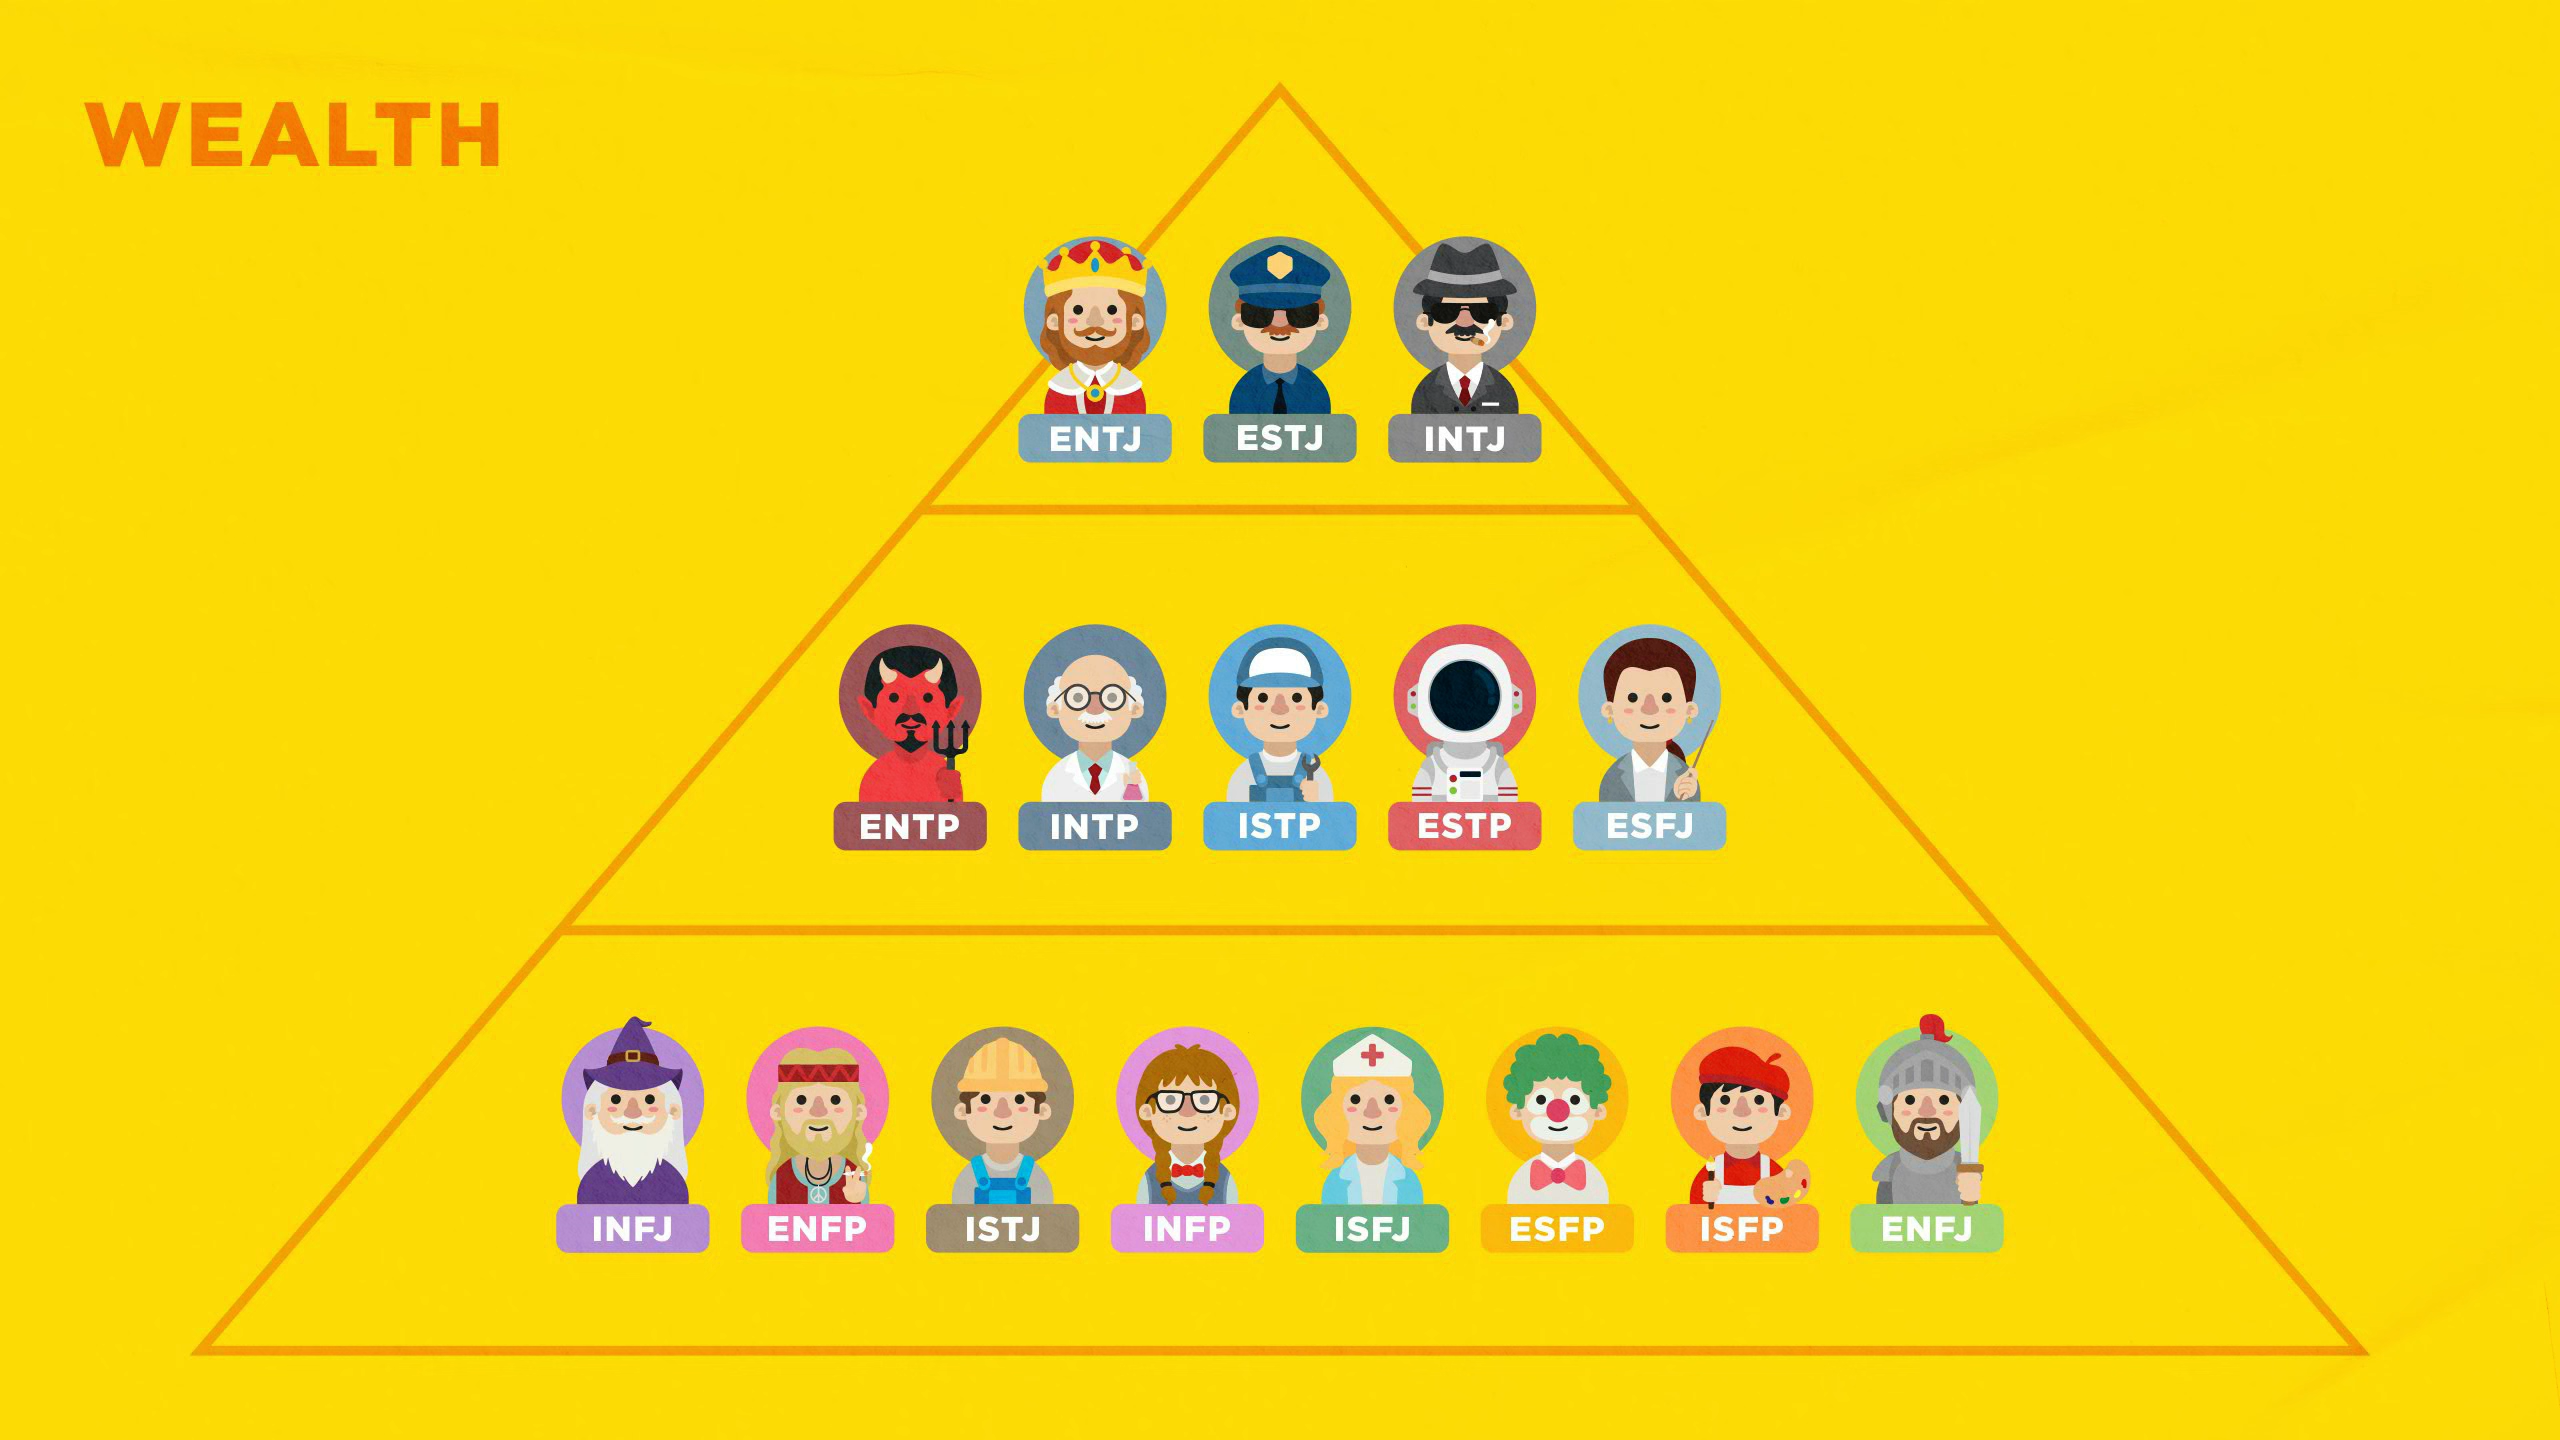 WEALTH
ENTJ ESTJ INTJ
ENTP INTP ISTP ESTP ESFJ
INFJ ENFP ISTJ INFP ISFJ ESFP ISFP ENFJ